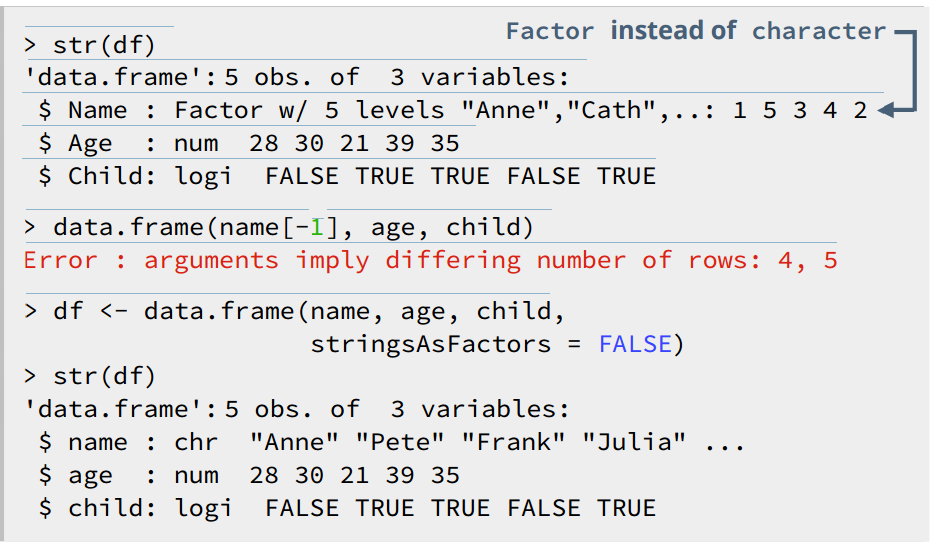 Factor instead of character
> str(df)
'data.frame': 5 obs. of  3 variables:
 $ Name : Factor w/ 5 levels "Anne","Cath",..: 1 5 3 4 2
 $ Age  : num  28 30 21 39 35
 $ Child: logi  FALSE TRUE TRUE FALSE TRUE
> data.frame(name[-1], age, child)
Error : arguments imply differing number of rows: 4, 5
> df <- data.frame(name, age, child,
                   stringsAsFactors = FALSE)
> str(df)
'data.frame': 5 obs. of  3 variables:
 $ name : chr  "Anne" "Pete" "Frank" "Julia" ...
 $ age  : num  28 30 21 39 35
 $ child: logi  FALSE TRUE TRUE FALSE TRUE